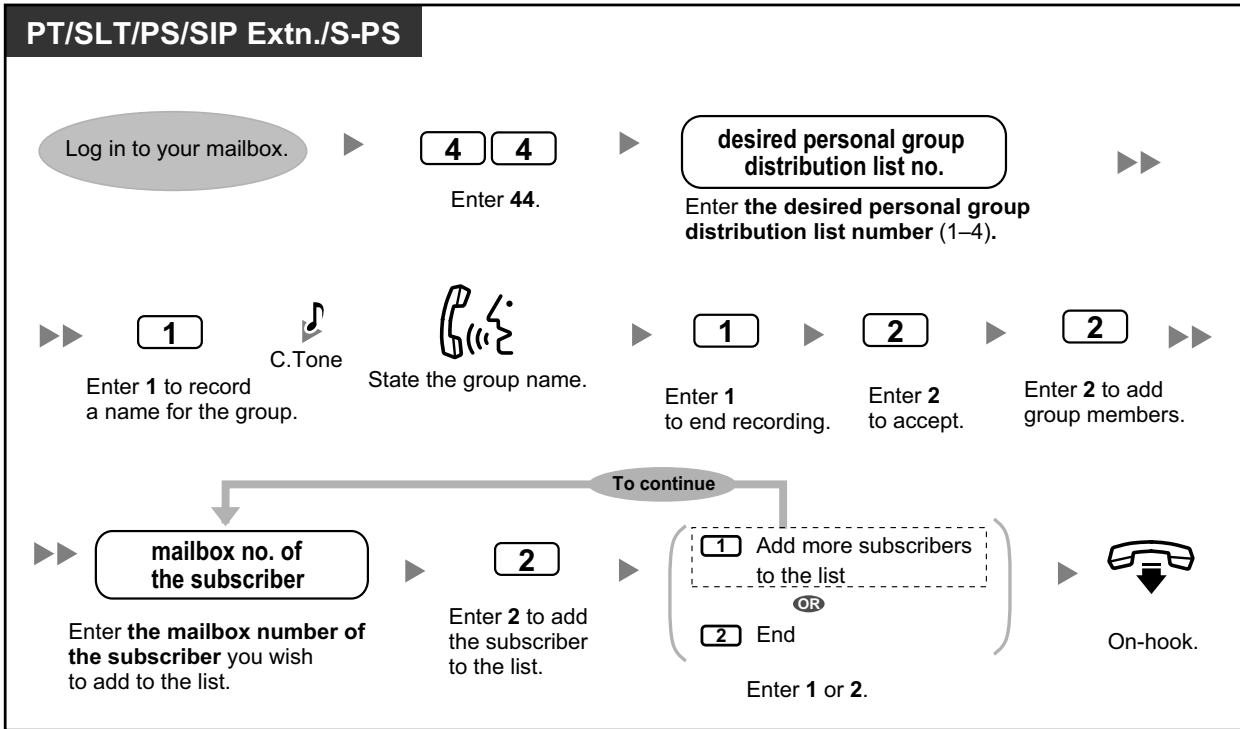 PT/SLT/PS/SIP Extn./S-PS
Log in to your mailbox.
4 4
Enter 44.
desired personal group
distribution list no.
Enter the desired personal group
distribution list number (1–4).
1
Enter 1 to record
a name for the group.
C.Tone
State the group name.
1
Enter 1
to end recording.
2
Enter 2
to accept.
2
Enter 2 to add
group members.
To continue
mailbox no. of
the subscriber
Enter the mailbox number of
the subscriber you wish
to add to the list.
2
Enter 2 to add
the subscriber
to the list.
1 Add more subscribers
to the list
OR
2 End
Enter 1 or 2.
On-hook.